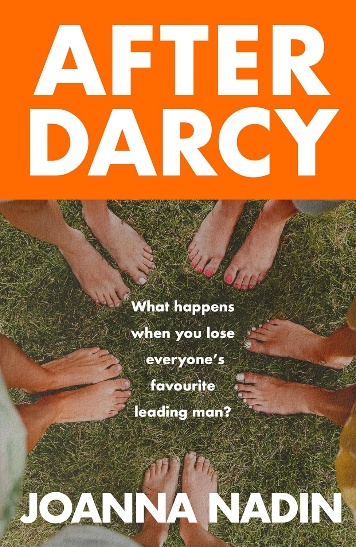 AFTER
DARCY
What happens
when you lose
everyone's
favourite
leading man?
JOANNA NADIN